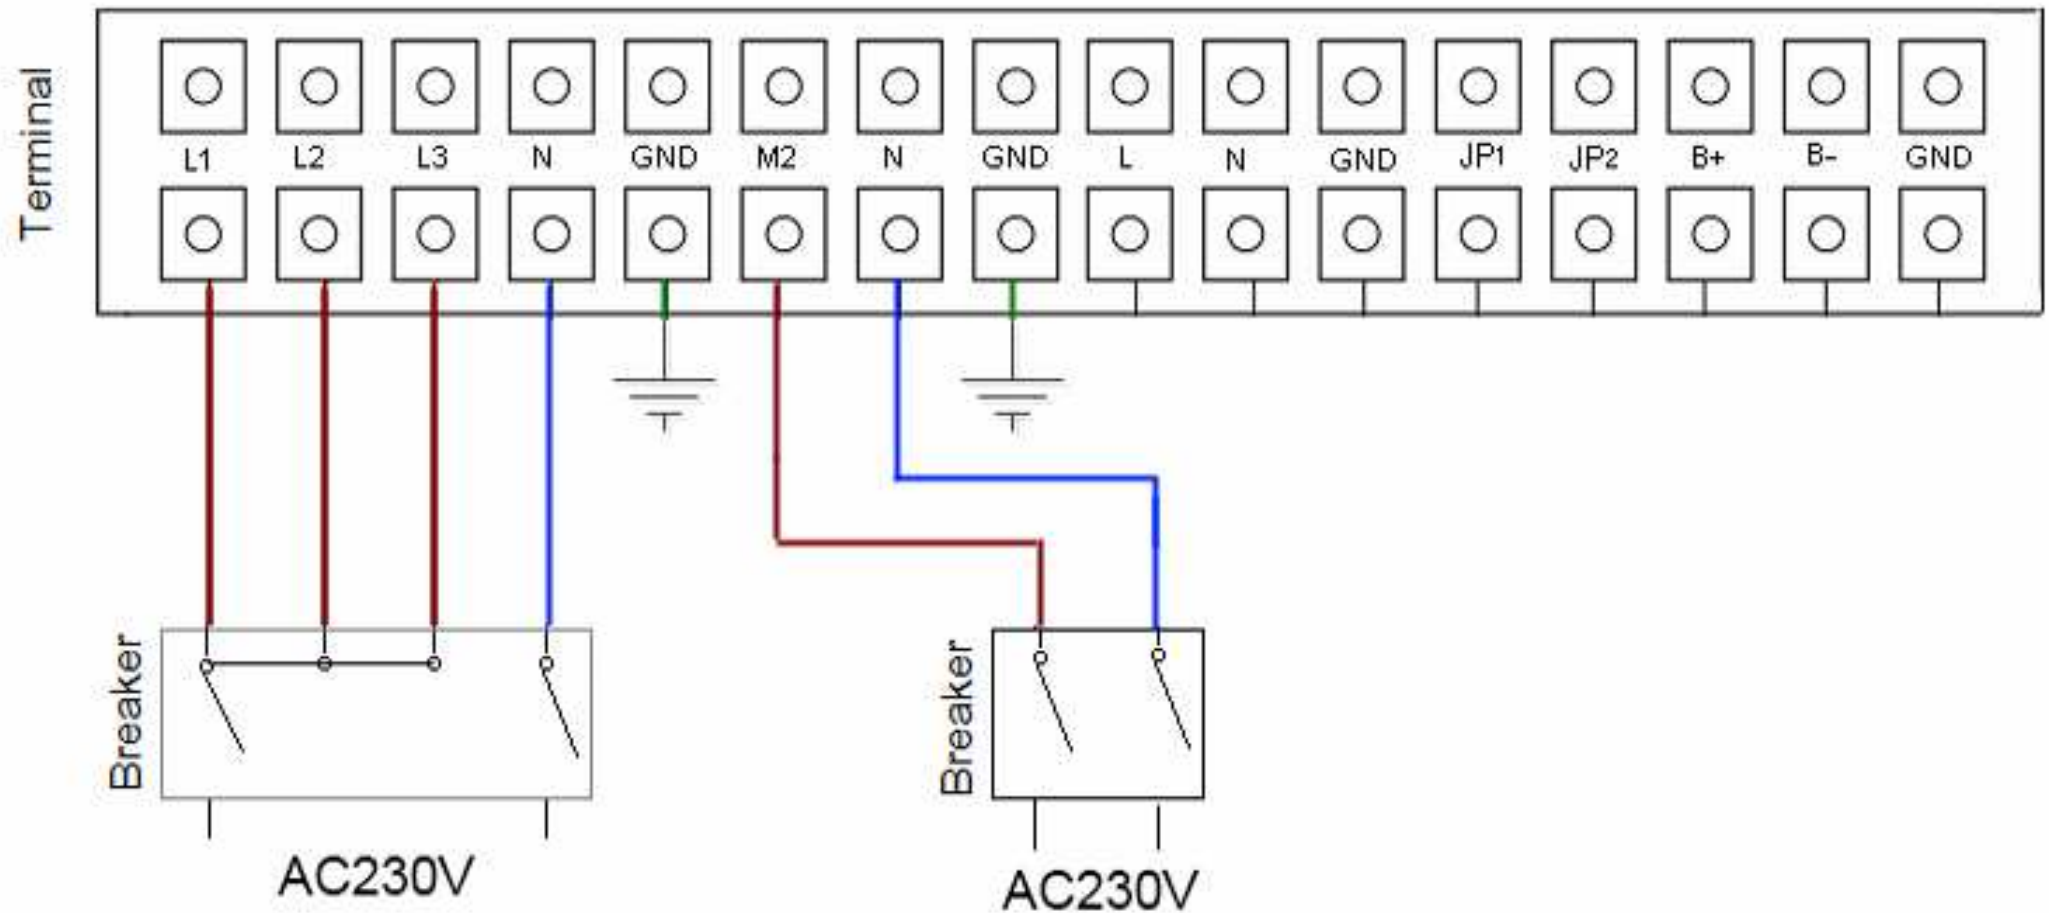 Terminal
L1 L2 L3 N GND M2 N GND L N GND JP1 JP2 B+ B- GND
Breaker
Breaker
AC230V
AC230V